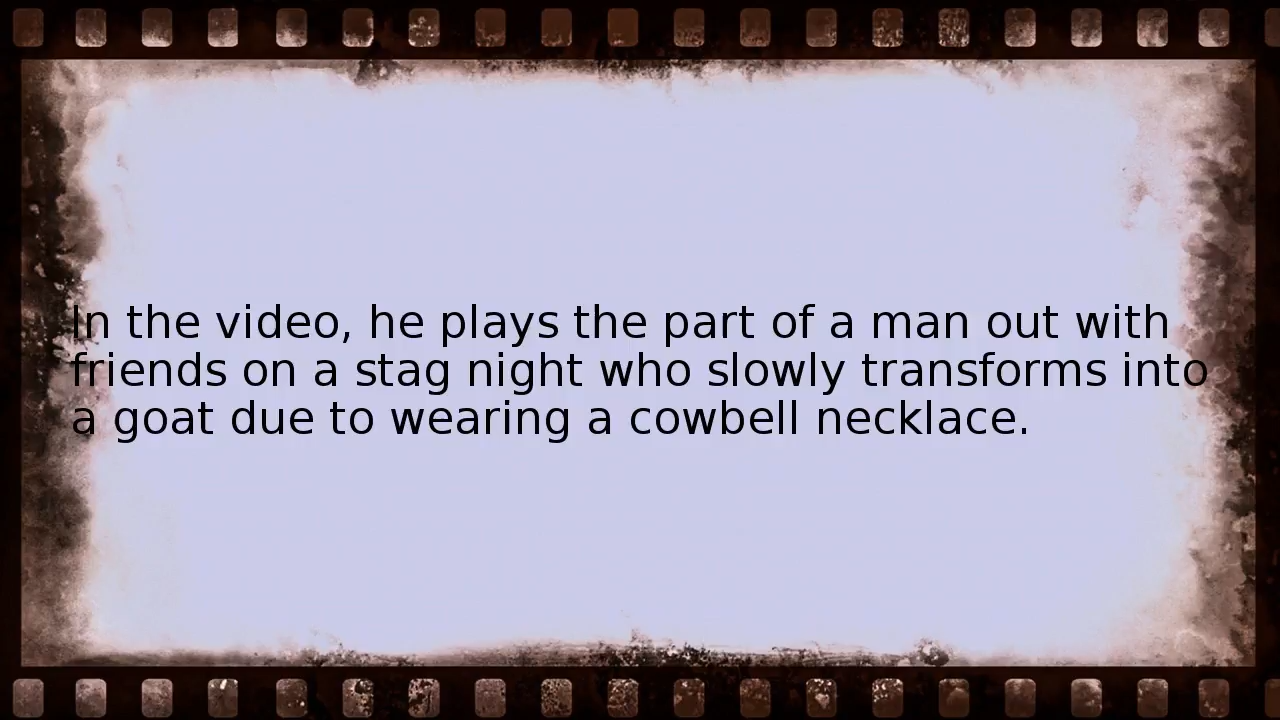 In the video, he plays the part of a man out with
friends on a stag night who slowly transforms into
a goat due to wearing a cowbell necklace.